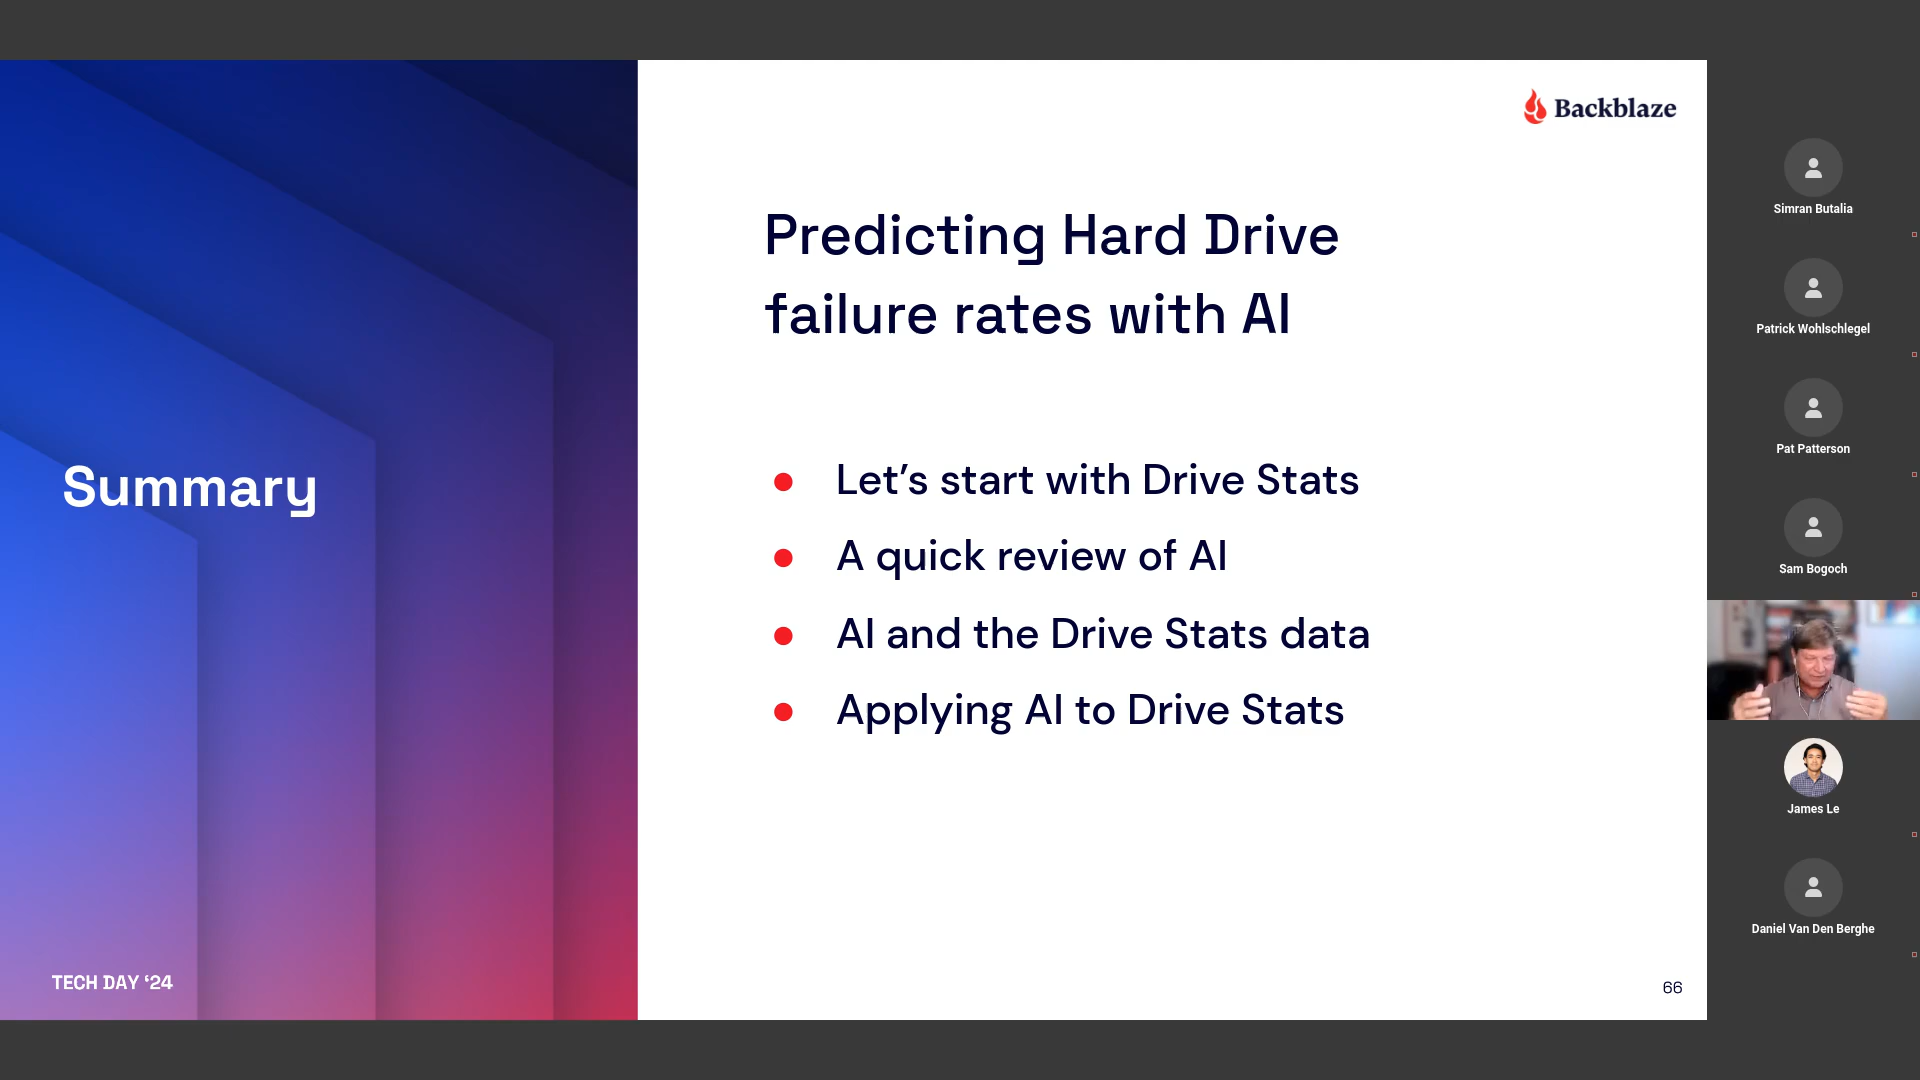 Backblaze
Predicting Hard Drive
failure rates with AI
Summary
● Let’s start with Drive Stats
● A quick review of AI
● AI and the Drive Stats data
● Applying AI to Drive Stats
TECH DAY ‘24
66
Simran Butalia
Patrick Wohlschlegel
Pat Patterson
Sam Bogoch
James Le
Daniel Van Den Berghe